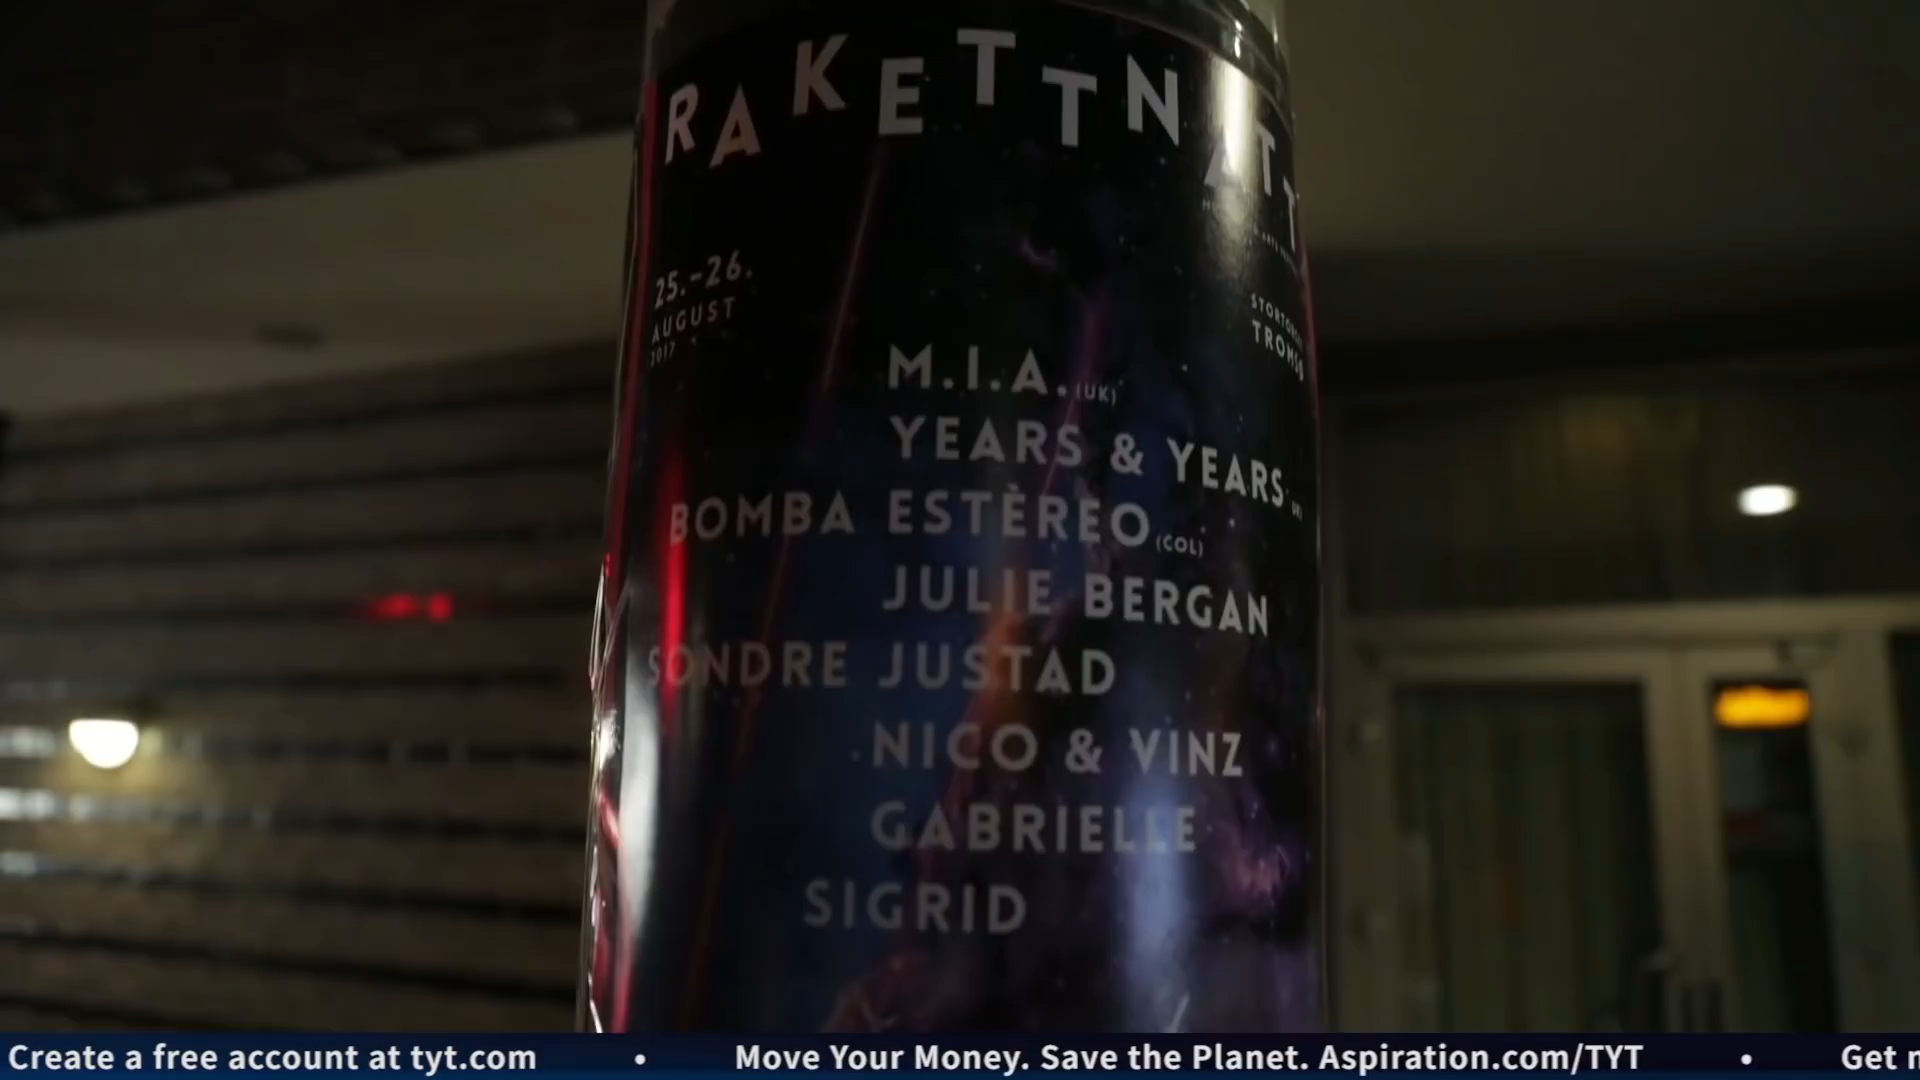 RAKETTNATT
25.-26.
AUGUST
2017
TROMSØ
M.I.A. (UK)
YEARS & YEARS
BOMBA ESTÈREO (COL)
JULIE BERGAN
SONDRE JUSTAD
NICO & VINZ
GABRIELLE
SIGRID
Create a free account at tyt.com • Move Your Money. Save the Planet. Aspiration.com/TYT • Get